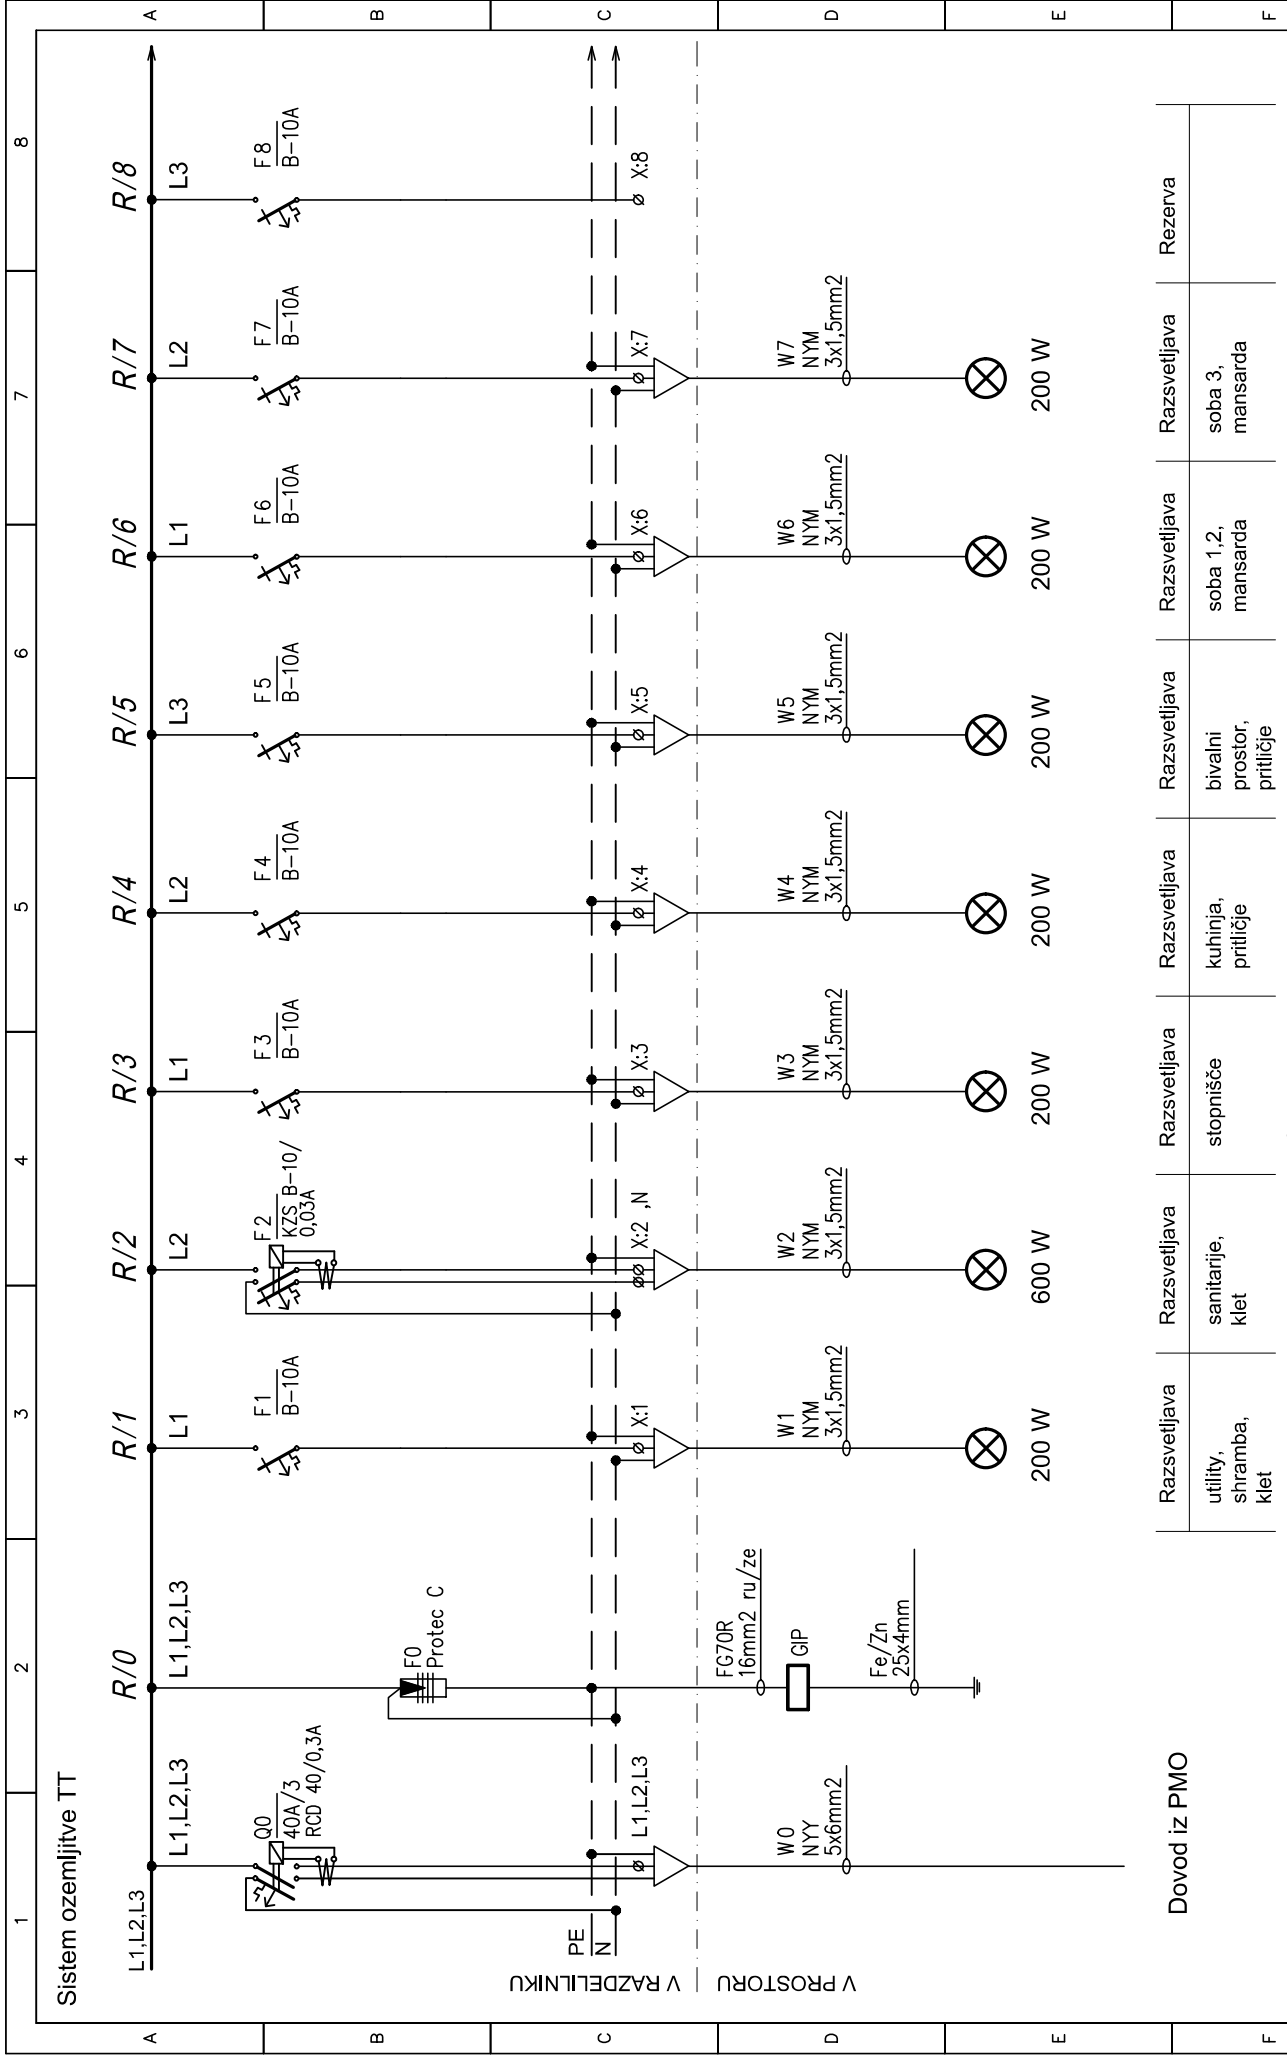 1
2
3
4
5
6
7
8
A
B
C
D
E
F
A
B
C
D
E
F
Sistem ozemljitve TT
L1,L2,L3
L1,L2,L3
Q0
40A/3
RCD 40/0,3A
PE
N
L1,L2,L3
V RAZDELILNIKU
V PROSTORU
W0
NYY
5x6mm2
Dovod iz PMO
R/0
L1,L2,L3
F0
Protec C
FG70R
16mm2 ru/ze
GIP
Fe/Zn
25x4mm
R/1
L1
F1
B-10A
X:1
W1
NYM
3x1,5mm2
200 W
Razsvetljava
utility,
shramba,
klet
R/2
L2
F2
KZS B-10/
0,03A
X:2 ,N
W2
NYM
3x1,5mm2
600 W
Razsvetljava
sanitarije,
klet
R/3
L1
F3
B-10A
X:3
W3
NYM
3x1,5mm2
200 W
Razsvetljava
stopnišče
R/4
L2
F4
B-10A
X:4
W4
NYM
3x1,5mm2
200 W
Razsvetljava
kuhinja,
pritličje
R/5
L3
F5
B-10A
X:5
W5
NYM
3x1,5mm2
200 W
Razsvetljava
bivalni
prostor,
pritličje
R/6
L1
F6
B-10A
X:6
W6
NYM
3x1,5mm2
200 W
Razsvetljava
soba 1,2,
mansarda
R/7
L2
F7
B-10A
X:7
W7
NYM
3x1,5mm2
200 W
Razsvetljava
soba 3,
mansarda
R/8
L3
F8
B-10A
X:8
Rezerva